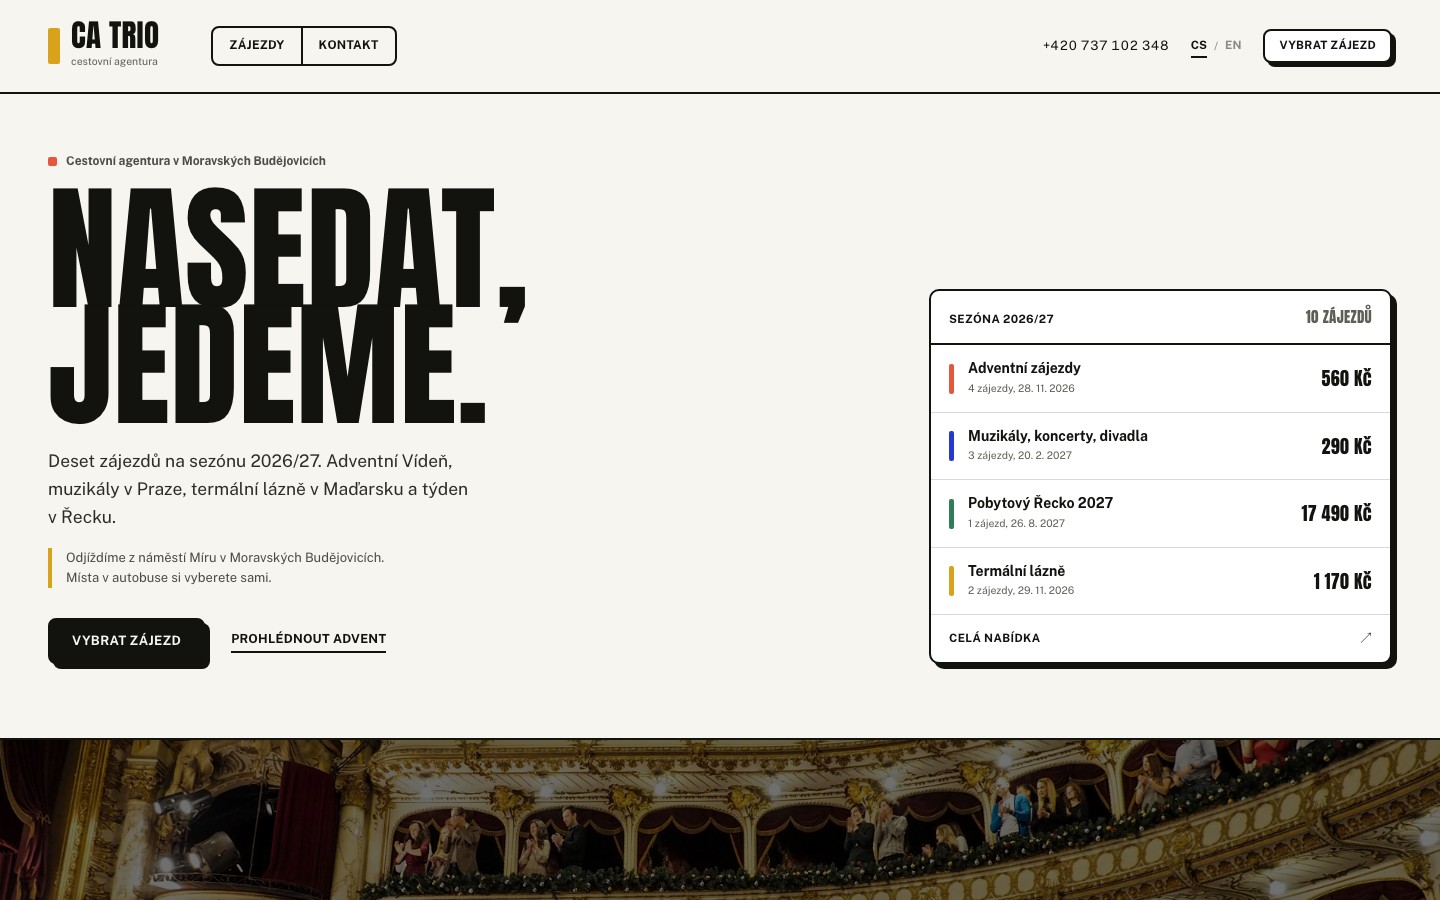 CA TRIO
cestovní agentura
ZÁJEZDY
KONTAKT
+420 737 102 348
CS / EN
VYBRAT ZÁJEZD
Cestovní agentura v Moravských Budějovicích
NASEDAT,
JEDEME.
Deset zájezdů na sezónu 2026/27. Adventní Vídeň,
muzikály v Praze, termální lázně v Maďarsku a týden
v Řecku.
Odjíždíme z náměstí Míru v Moravských Budějovicích.
Místa v autobuse si vyberete sami.
VYBRAT ZÁJEZD
PROHLÉDNOUT ADVENT
SEZÓNA 2026/27
10 ZÁJEZDŮ
Adventní zájezdy
4 zájezdy, 28. 11. 2026
560 Kč
Muzikály, koncerty, divadla
3 zájezdy, 20. 2. 2027
290 Kč
Pobytový Řecko 2027
1 zájezd, 26. 8. 2027
17 490 Kč
Termální lázně
2 zájezdy, 29. 11. 2026
1 170 Kč
CELÁ NABÍDKA